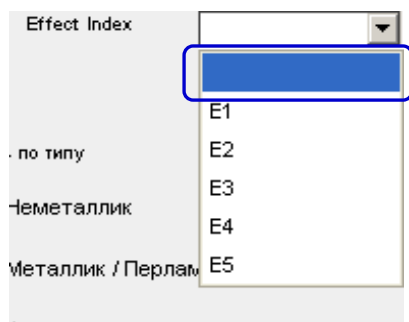 Effect Index
E1
E2
по типу
E3
Неметаллик
E4
Металлик / Перлам
E5